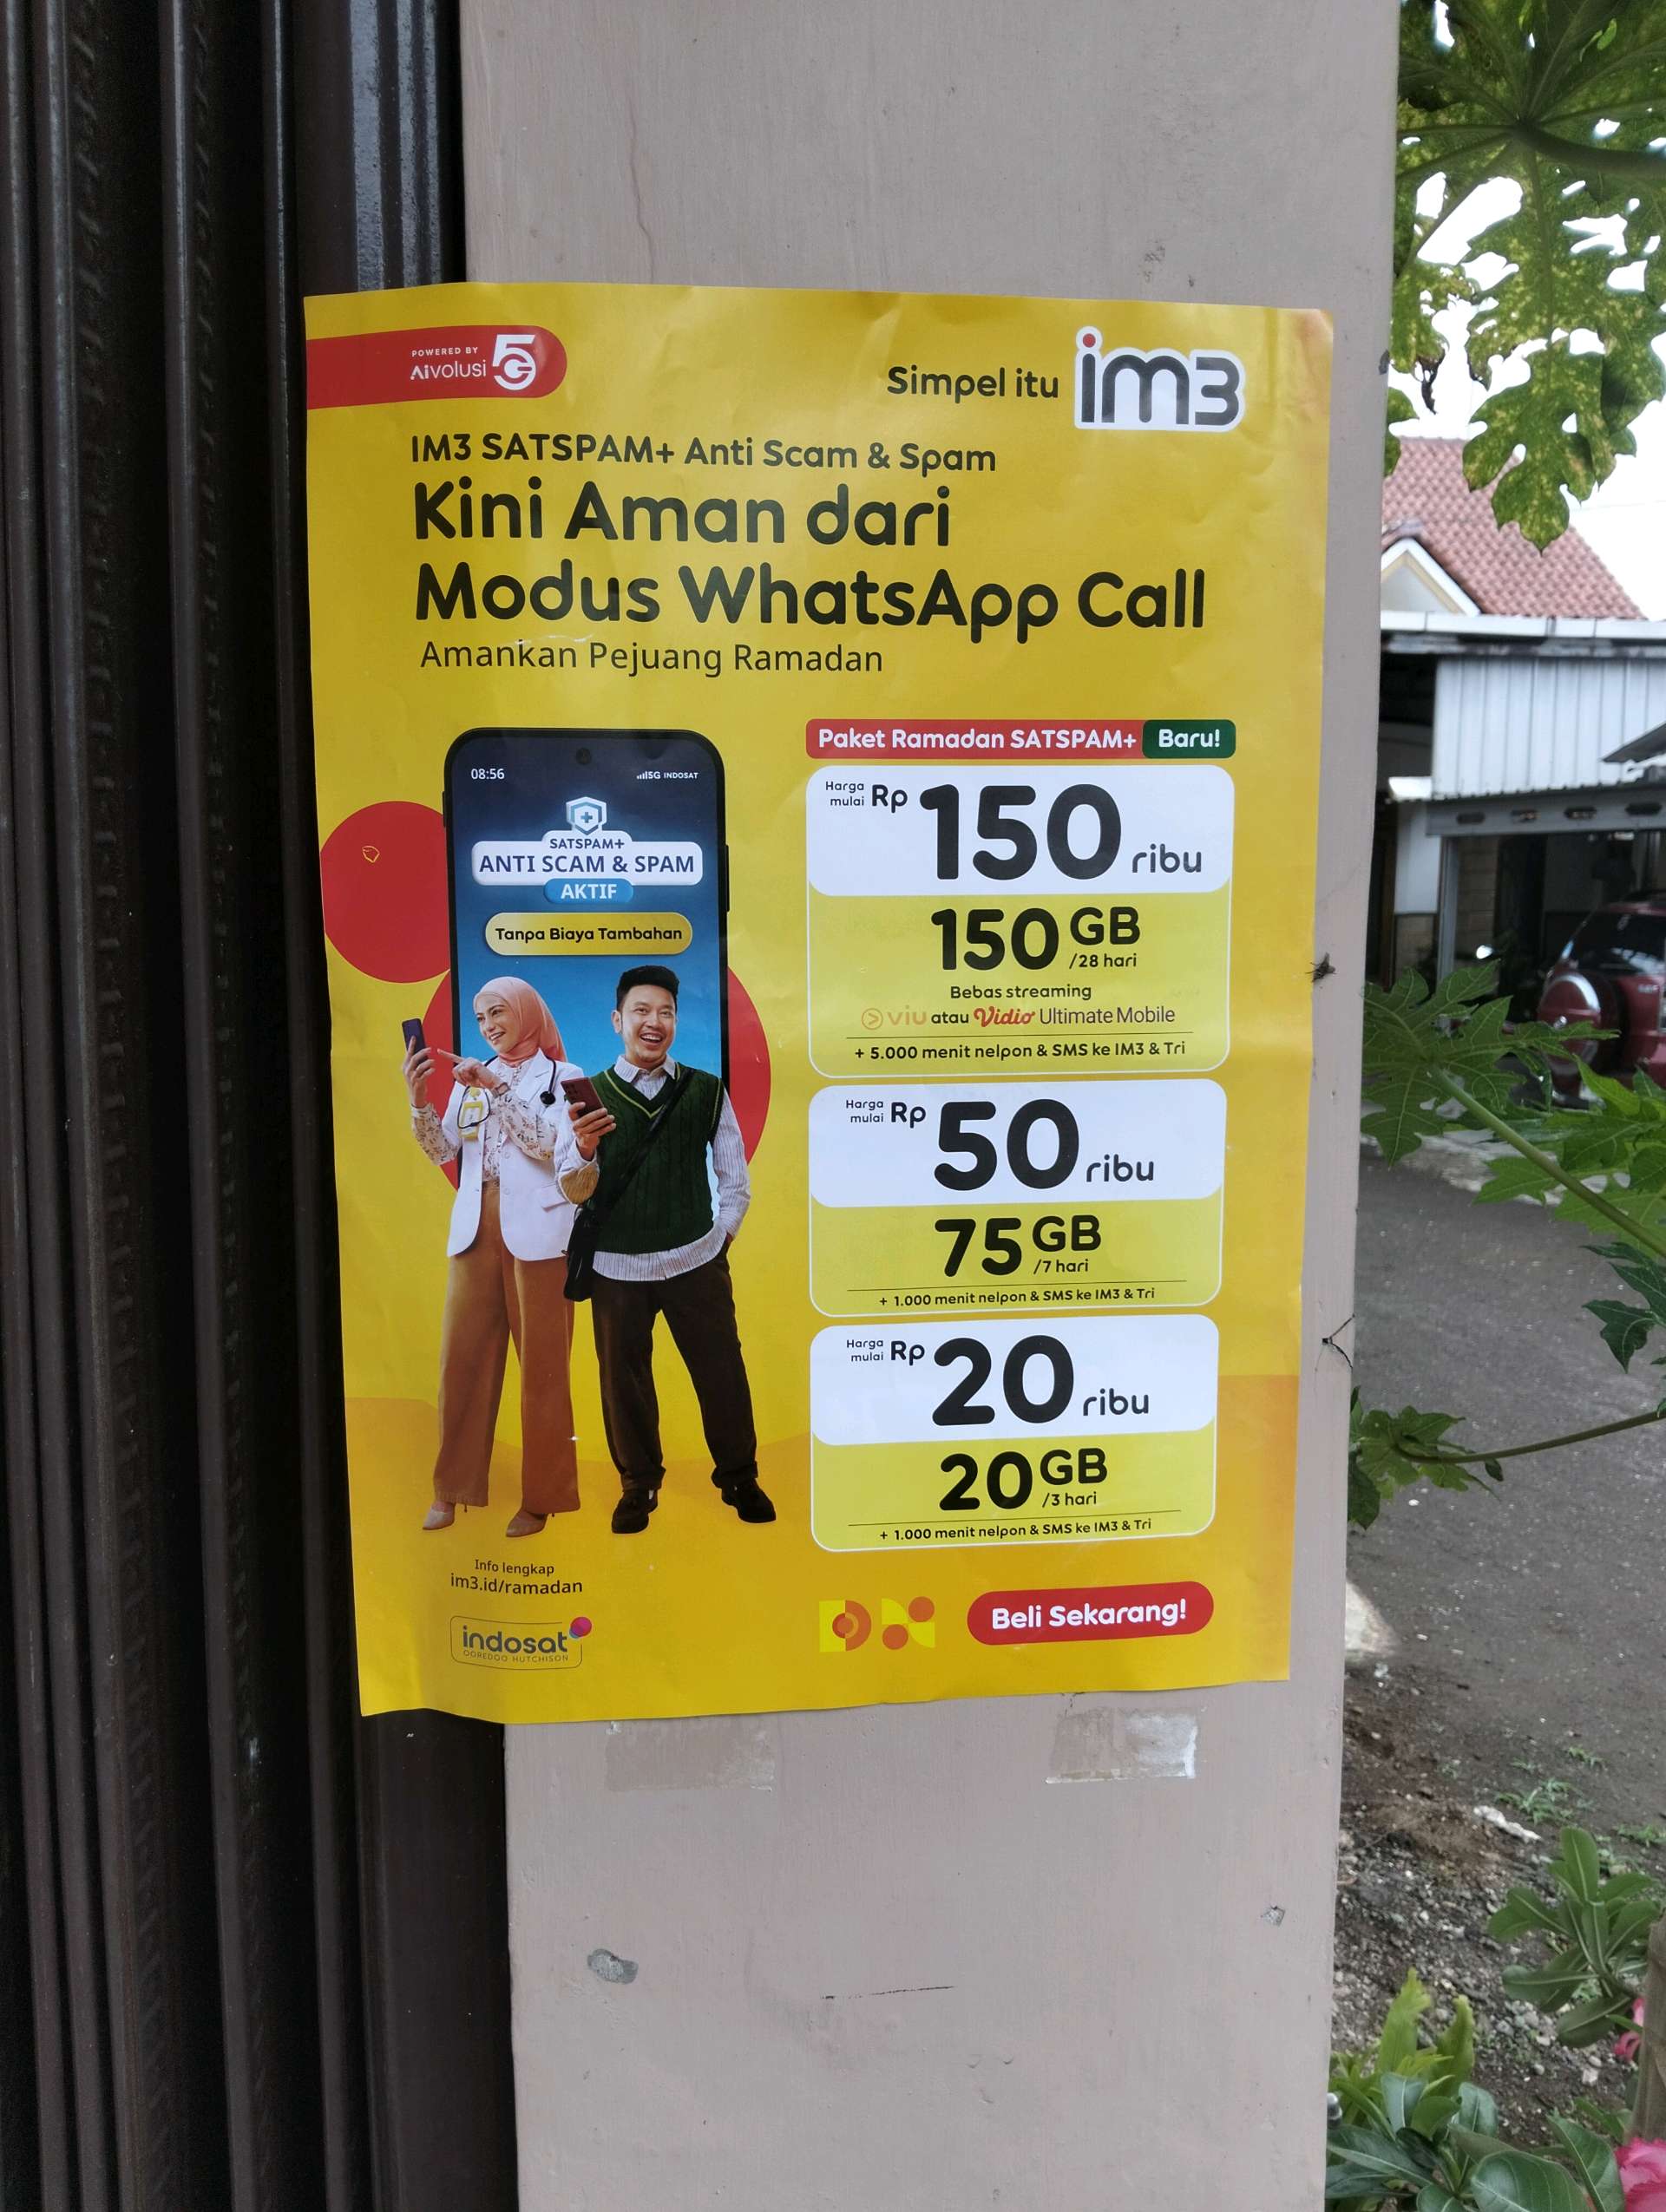 POWERED BY
AIvolusi 5G
Simpel itu im3
IM3 SATSPAM+ Anti Scam & Spam
Kini Aman dari
Modus WhatsApp Call
Amankan Pejuang Ramadan
08:56
5G INDOSAT
SATSPAM+
ANTI SCAM & SPAM
AKTIF
Tanpa Biaya Tambahan
Paket Ramadan SATSPAM+ Baru!
Harga mulai Rp 150 ribu
150 GB /28 hari
Bebas streaming
viu atau Vidio Ultimate Mobile
+ 5.000 menit nelpon & SMS ke IM3 & Tri
Harga mulai Rp 50 ribu
75 GB /7 hari
+ 1.000 menit nelpon & SMS ke IM3 & Tri
Harga mulai Rp 20 ribu
20 GB /3 hari
+ 1.000 menit nelpon & SMS ke IM3 & Tri
Info lengkap
im3.id/ramadan
indosat
OOREDOO HUTCHISON
Beli Sekarang!